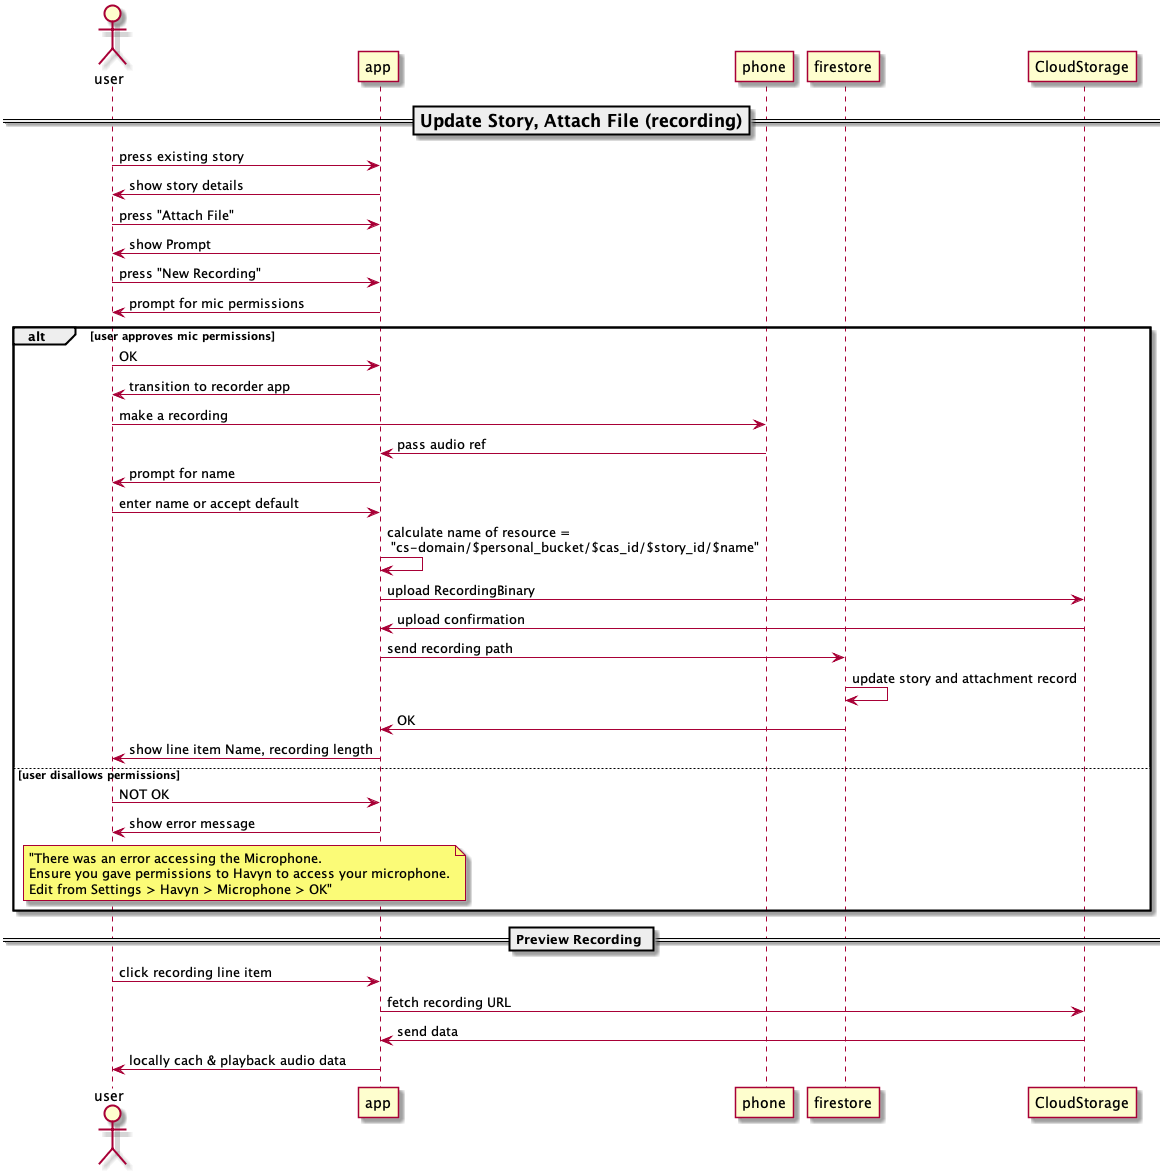 user
app
phone
firestore
CloudStorage
Update Story, Attach File (recording)
press existing story
show story details
press "Attach File"
show Prompt
press "New Recording"
prompt for mic permissions
alt
[user approves mic permissions]
OK
transition to recorder app
make a recording
pass audio ref
prompt for name
enter name or accept default
calculate name of resource =
"cs-domain/$personal_bucket/$cas_id/$story_id/$name"
upload RecordingBinary
upload confirmation
send recording path
update story and attachment record
OK
show line item Name, recording length
[user disallows permissions]
NOT OK
show error message
"There was an error accessing the Microphone.
Ensure you gave permissions to Havyn to access your microphone.
Edit from Settings > Havyn > Microphone > OK"
Preview Recording
click recording line item
fetch recording URL
send data
locally cach & playback audio data
user
app
phone
firestore
CloudStorage